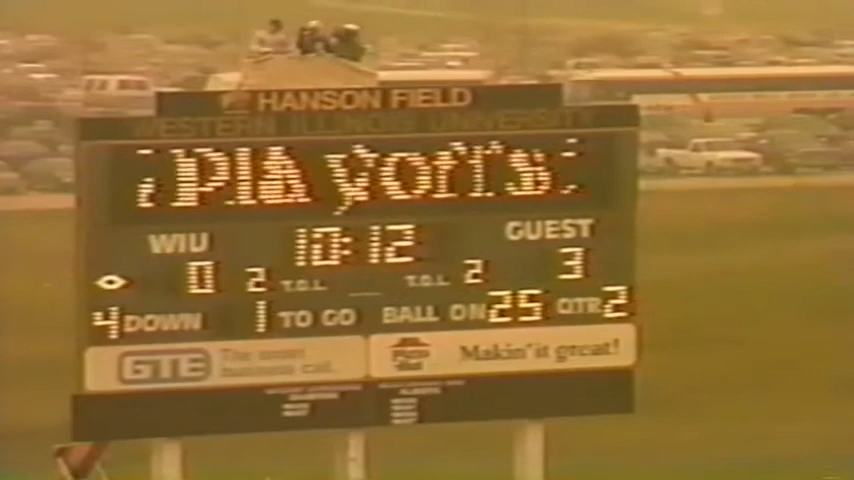 HANSON FIELD
WESTERN ILLINOIS UNIVERSITY
PlAyoffs
WIU 10:12 GUEST
0 2 T.O.L T.O.L 2 3
4 DOWN 1 TO GO BALL ON 25 QTR 2
GTE The smart business call. Pizza Hut Makin' it great!